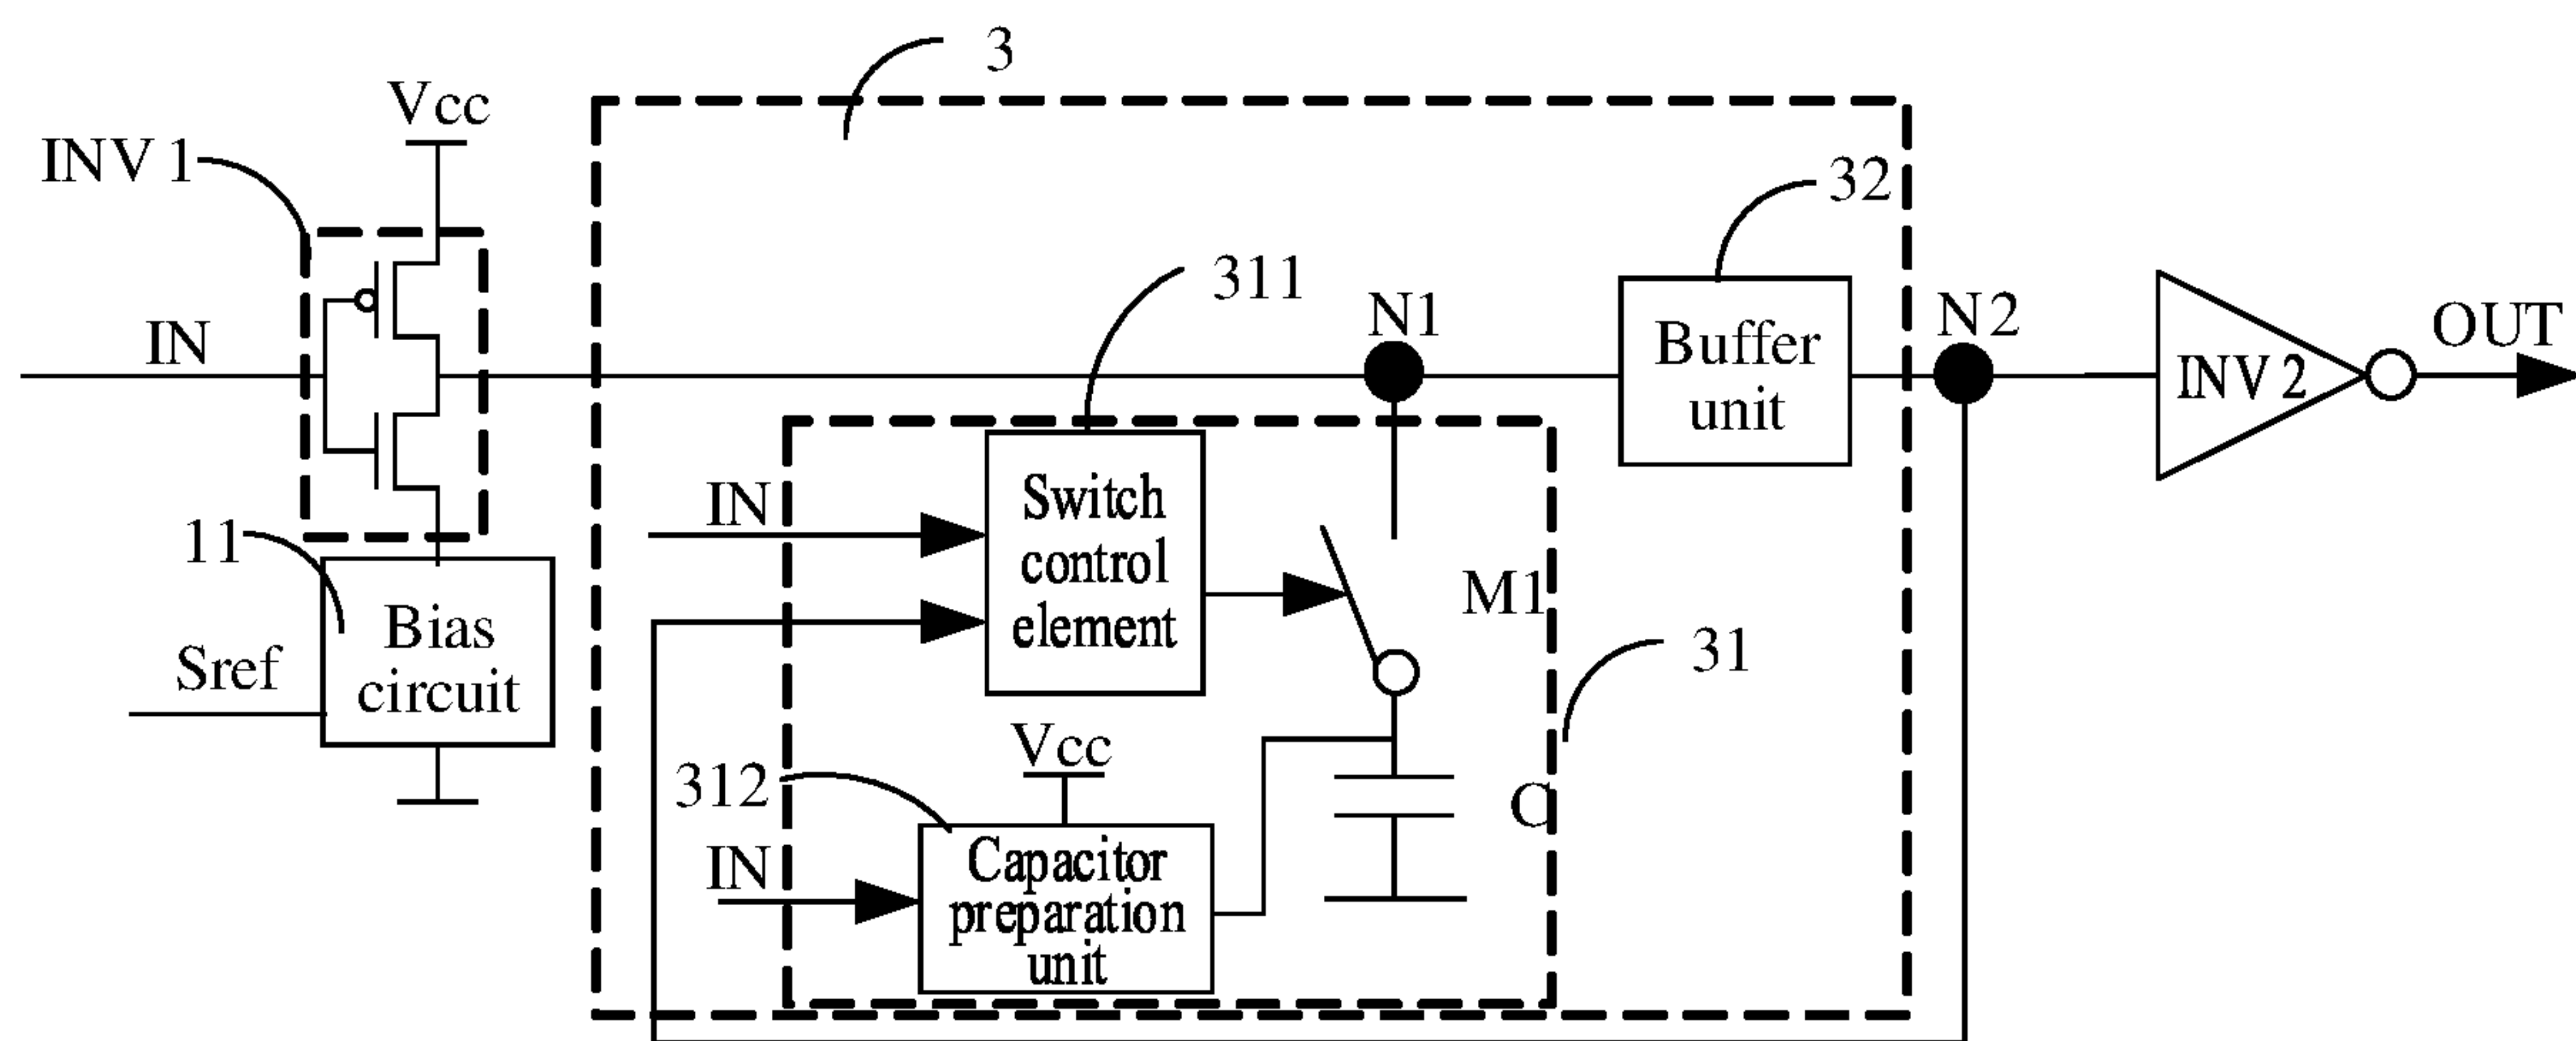 3
Vcc
INV 1
32
311
N1
N2
OUT
IN
Buffer
unit
INV 2
IN
Switch
control
element
11
M1
Bias
circuit
Sref
31
Vcc
312
C
IN
Capacitor
preparation
unit